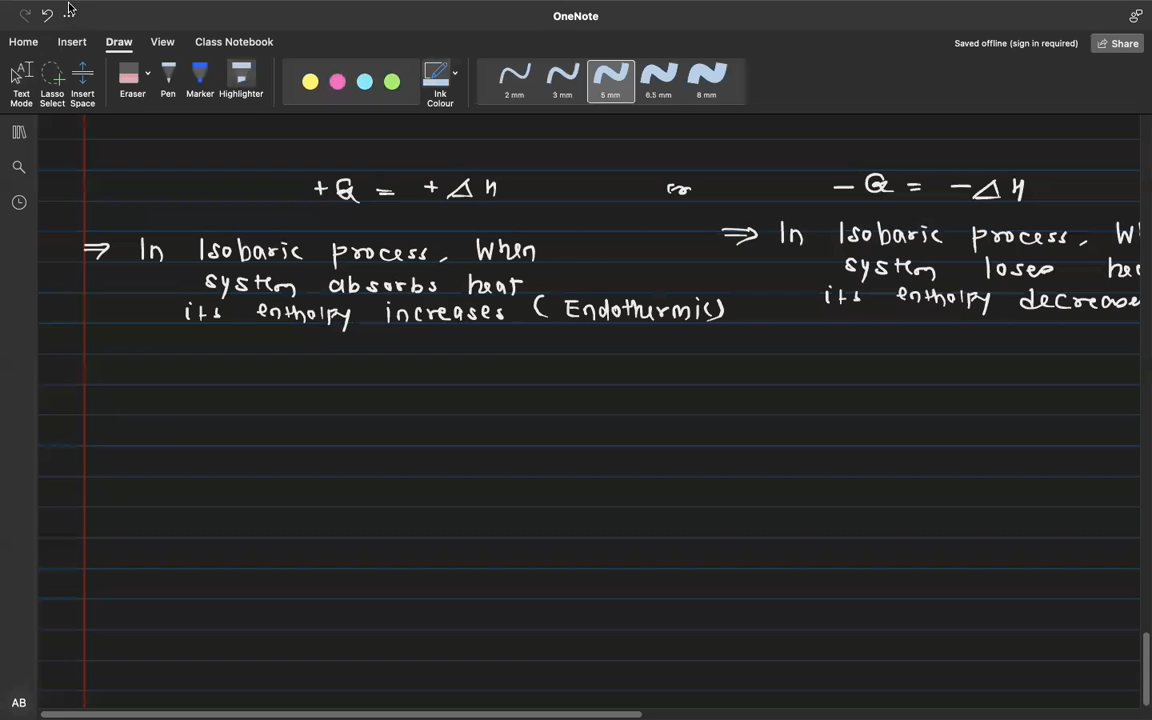 OneNote
Home Insert Draw View Class Notebook
Saved offline (sign in required) Share
Text Mode
Lasso Select
Insert Space
Eraser
Pen
Marker
Highlighter
Ink Colour
2 mm
3 mm
5 mm
6.5 mm
8 mm
+Q = +ΔH or -Q = -ΔH
⇒ In Isobaric process, When
system absorbs heat
its enthalpy increases (Endothermic)
⇒ In Isobaric process,
system loses
its enthalpy decrease
AB